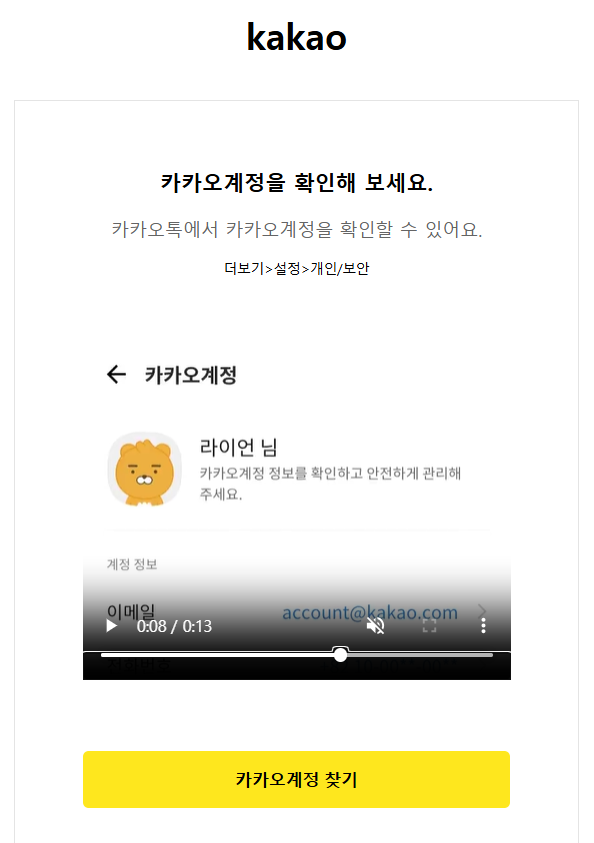 kakao
카카오계정을 확인해 보세요.
카카오톡에서 카카오계정을 확인할 수 있어요.
더보기>설정>개인/보안
카카오계정
라이언 님
카카오계정 정보를 확인하고 안전하게 관리해
주세요.
계정 정보
이메일 account@kakao.com
0:08 / 0:13
카카오계정 찾기